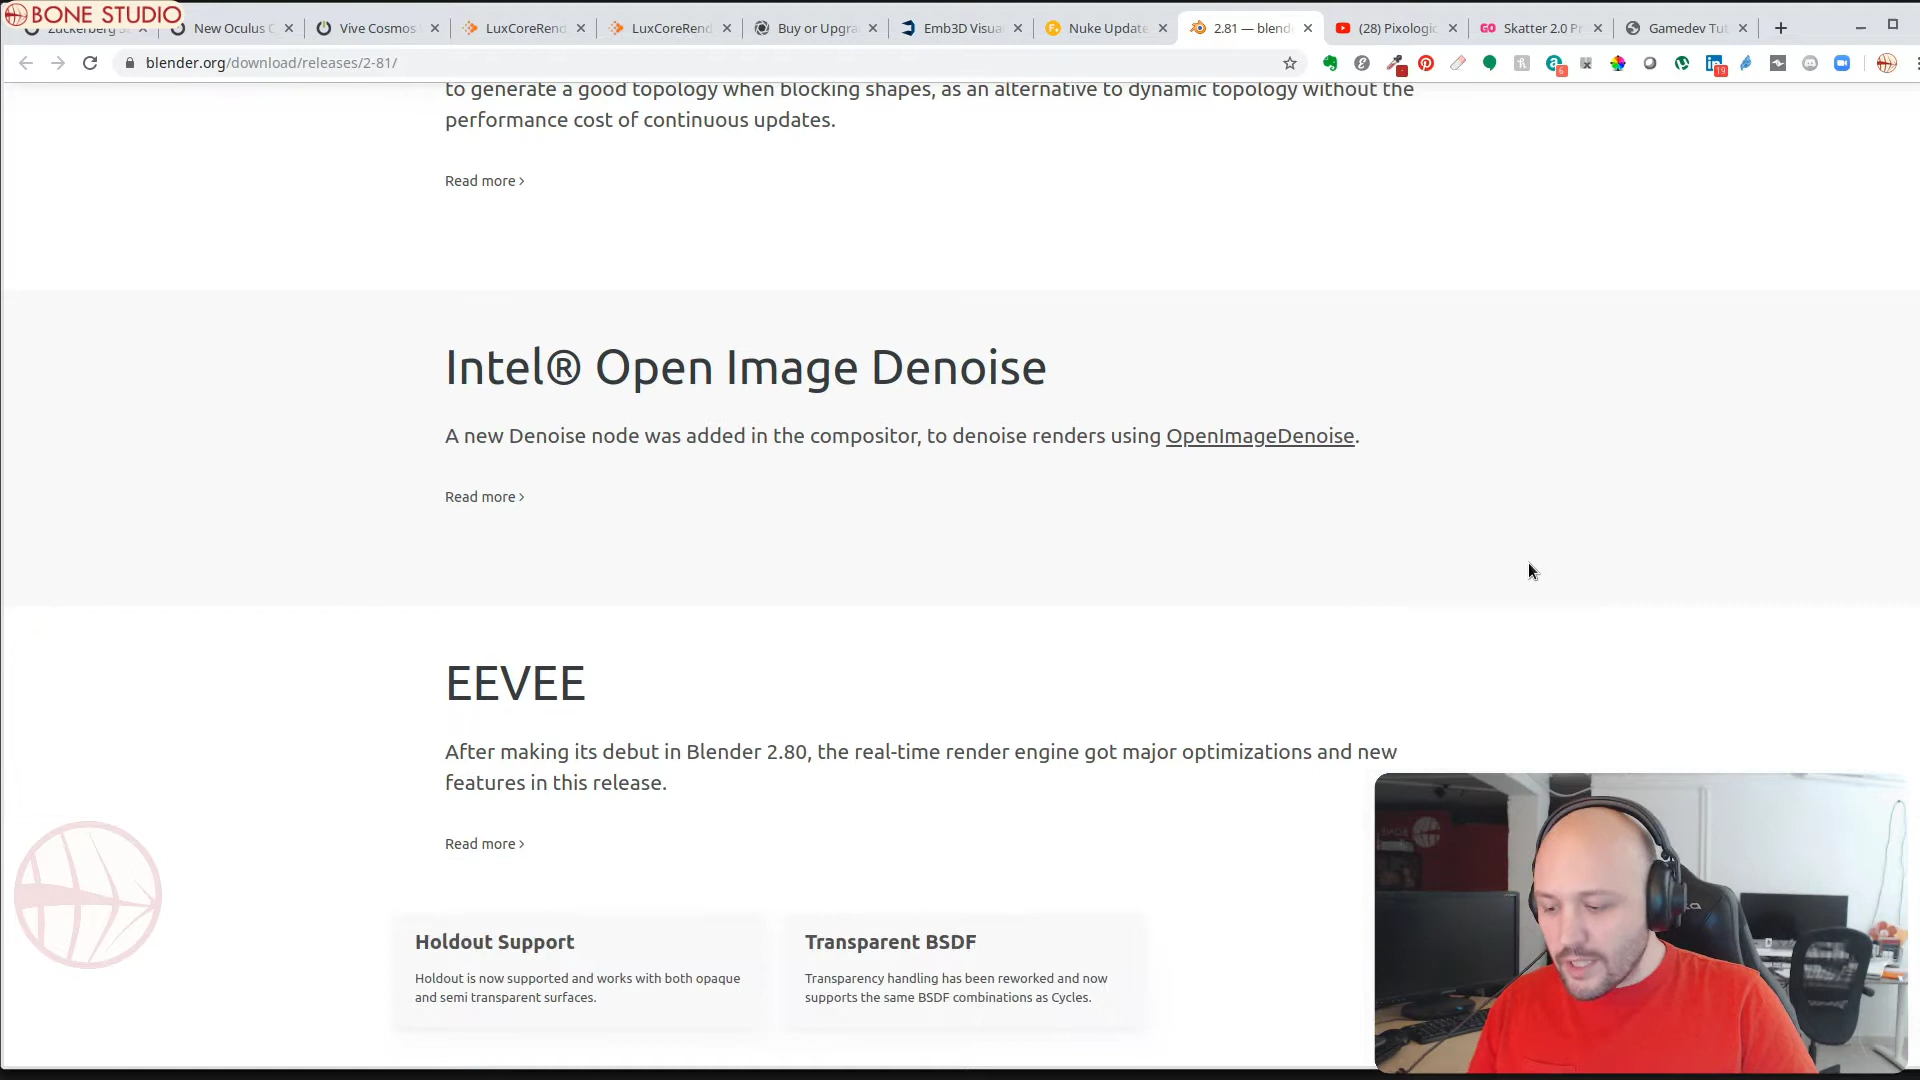 BONE STUDIO
Zuckerberg S
New Oculus C
Vive Cosmos
LuxCoreRend
LuxCoreRend
Buy or Upgra
Emb3D Visua
Nuke Update
2.81 — blend
(28) Pixologic
Skatter 2.0 P
Gamedev Tut
blender.org/download/releases/2-81/
to generate a good topology when blocking shapes, as an alternative to dynamic topology without the
performance cost of continuous updates.
Read more ›
Intel® Open Image Denoise
A new Denoise node was added in the compositor, to denoise renders using OpenImageDenoise.
Read more ›
EEVEE
After making its debut in Blender 2.80, the real-time render engine got major optimizations and new
features in this release.
Read more ›
Holdout Support
Holdout is now supported and works with both opaque
and semi transparent surfaces.
Transparent BSDF
Transparency handling has been reworked and now
supports the same BSDF combinations as Cycles.